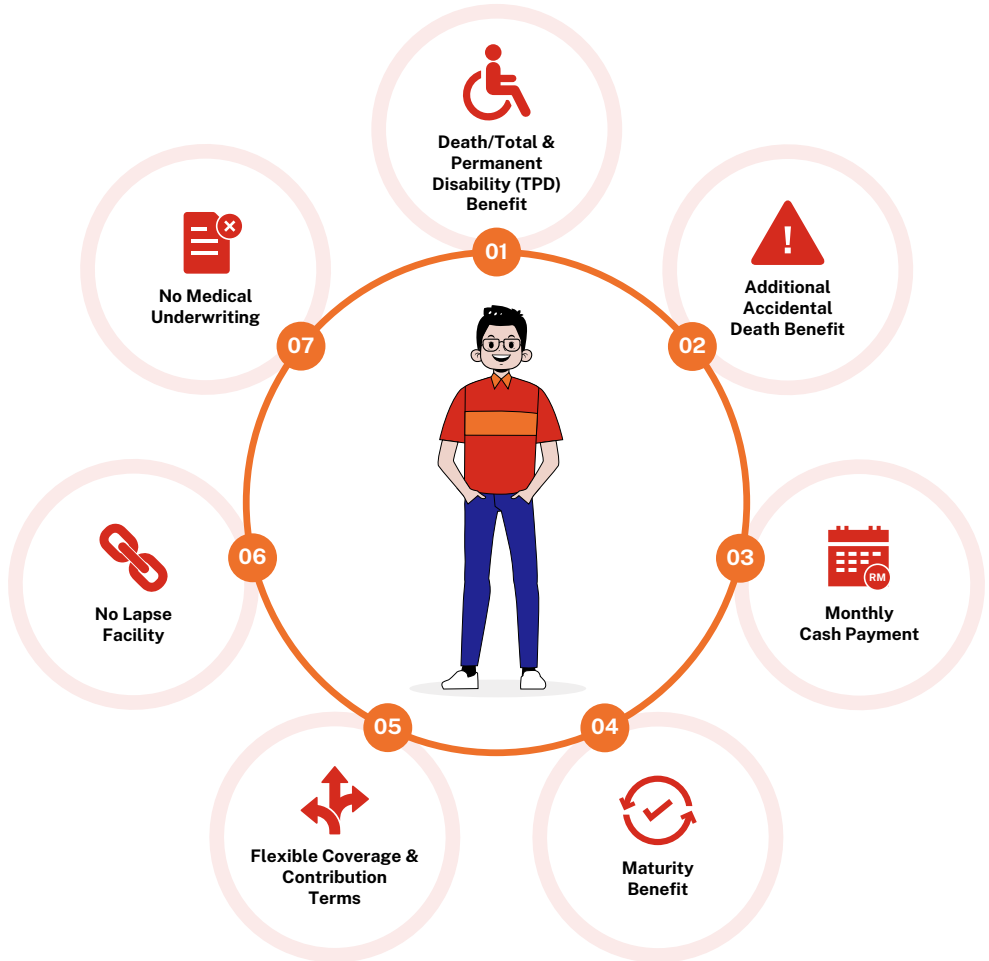 Death/Total &
Permanent
Disability (TPD)
Benefit
01
!
Additional
Accidental
Death Benefit
02
RM
Monthly
Cash Payment
03
04
Maturity
Benefit
05
Flexible Coverage &
Contribution
Terms
06
No Lapse
Facility
07
No Medical
Underwriting